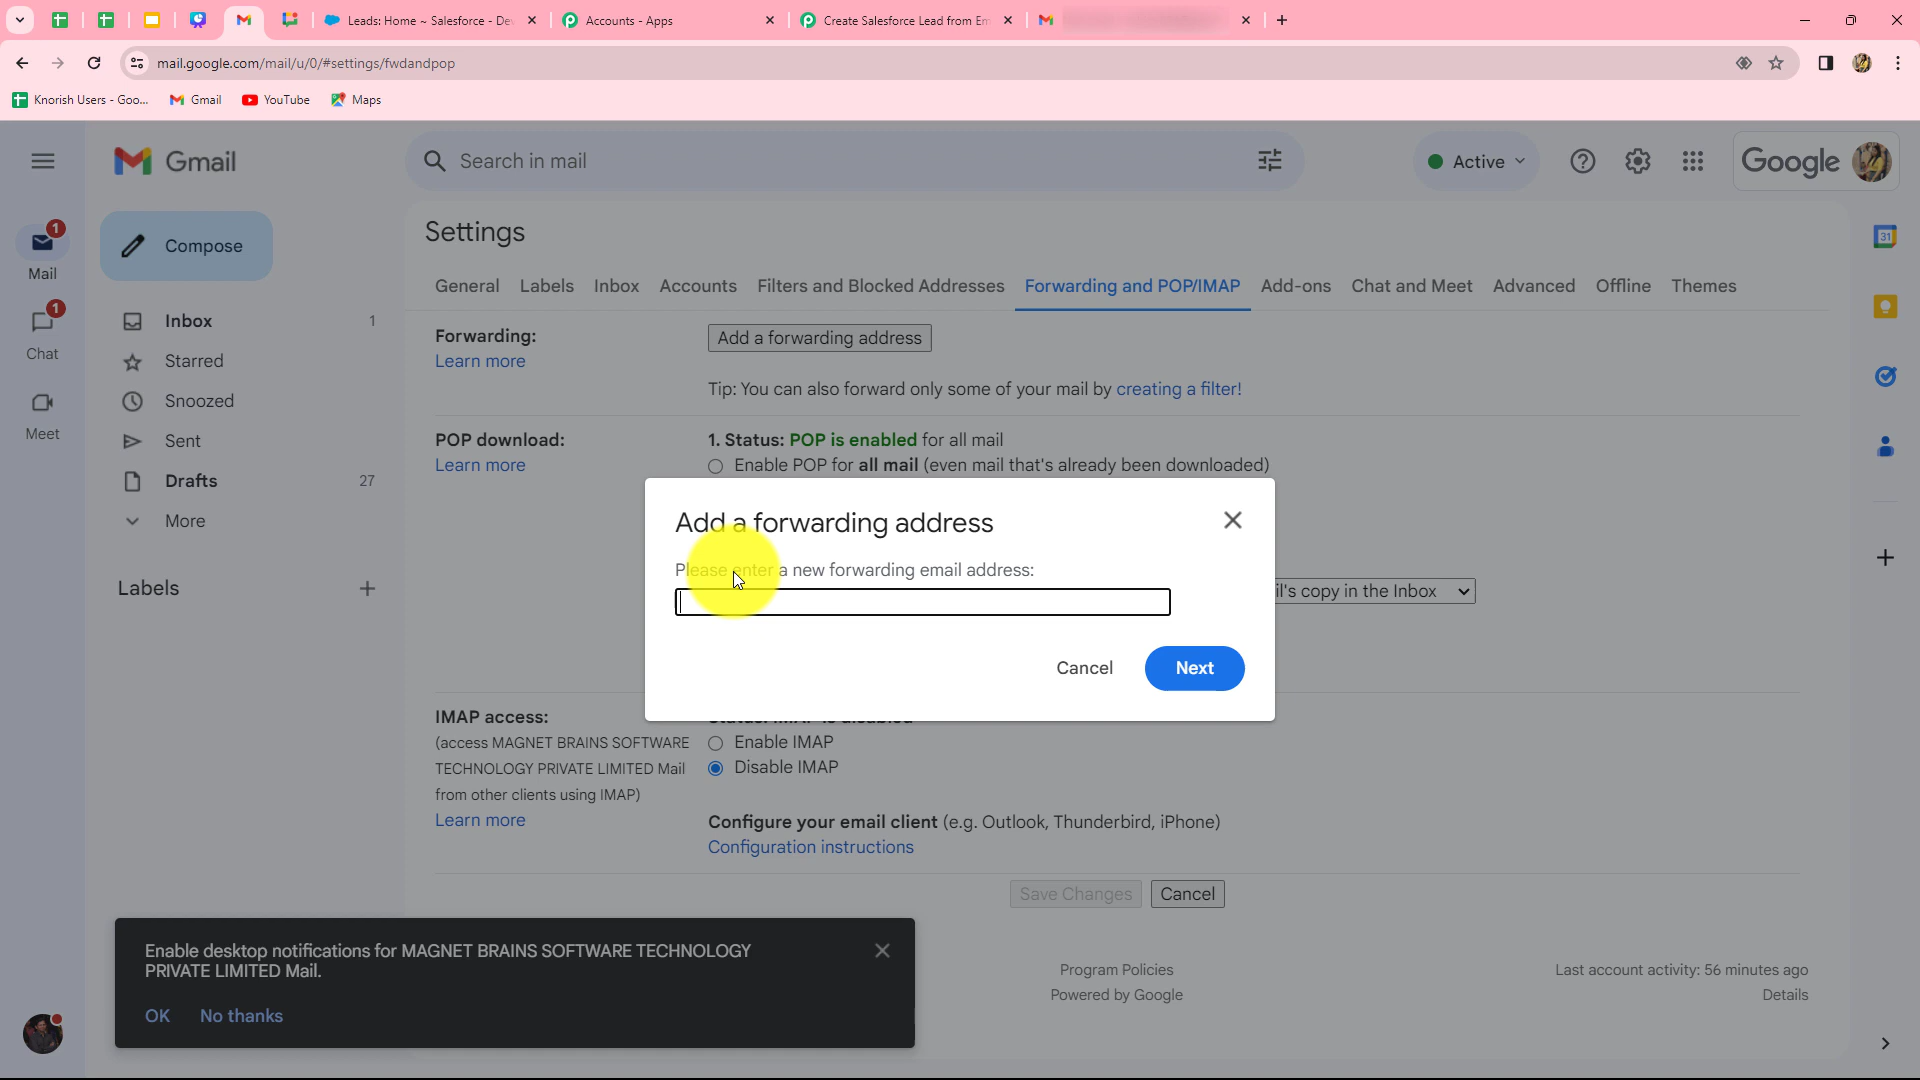 Leads: Home ~ Salesforce - De
Accounts - Apps
Create Salesforce Lead from Em
mail.google.com/mail/u/0/#settings/fwdandpop
Knorish Users - Goo...
Gmail
YouTube
Maps
Gmail
Search in mail
Active
Google
1
Mail
1
Chat
Meet
Compose
Inbox 1
Starred
Snoozed
Sent
Drafts 27
More
Labels
Settings
General Labels Inbox Accounts Filters and Blocked Addresses Forwarding and POP/IMAP Add-ons Chat and Meet Advanced Offline Themes
Forwarding:
Learn more
Add a forwarding address
Tip: You can also forward only some of your mail by creating a filter!
POP download:
Learn more
1. Status: POP is enabled for all mail
Enable POP for all mail (even mail that's already been downloaded)
Add a forwarding address
Please enter a new forwarding email address:
Cancel
Next
il's copy in the Inbox
IMAP access:
(access MAGNET BRAINS SOFTWARE
TECHNOLOGY PRIVATE LIMITED Mail
from other clients using IMAP)
Learn more
Enable IMAP
Disable IMAP
Configure your email client (e.g. Outlook, Thunderbird, iPhone)
Configuration instructions
Save Changes
Cancel
Enable desktop notifications for MAGNET BRAINS SOFTWARE TECHNOLOGY
PRIVATE LIMITED Mail.
OK
No thanks
Program Policies
Powered by Google
Last account activity: 56 minutes ago
Details
31